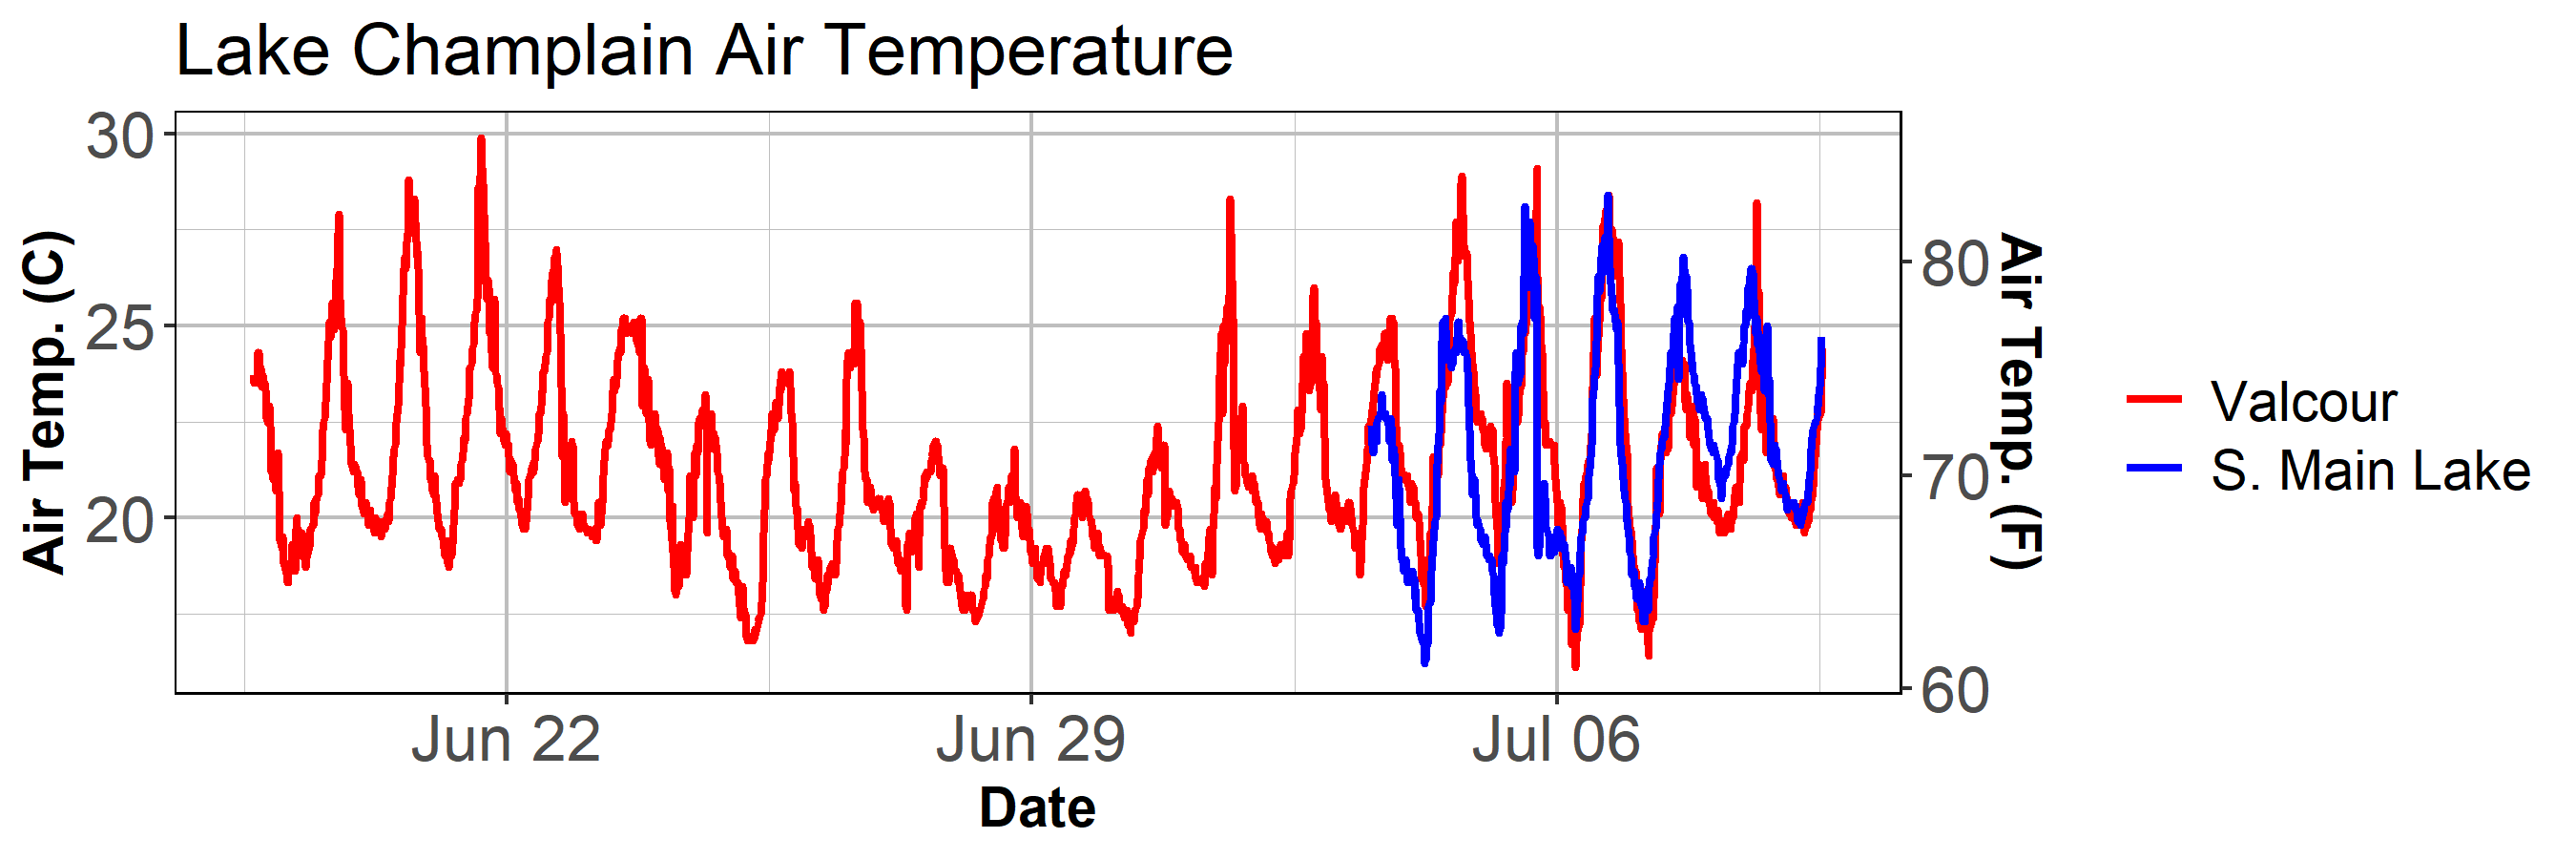 Lake Champlain Air Temperature
Air Temp. (C)
30
25
20
80
70
60
Air Temp. (F)
Jun 22
Jun 29
Jul 06
Date
Valcour
S. Main Lake